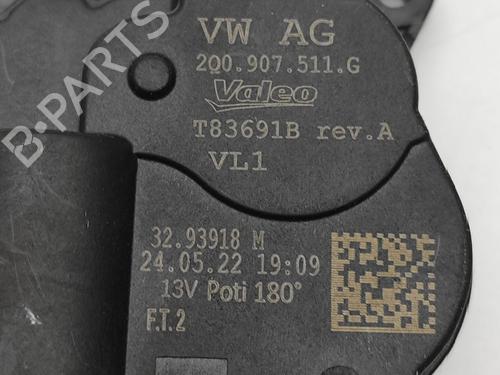 VW AG
2Q0.907.511.G
Valeo
T83691B rev.A
VL1
32.93918 M
24.05.22 19:09
13V Poti 180°
F.T.2
B-PARTS